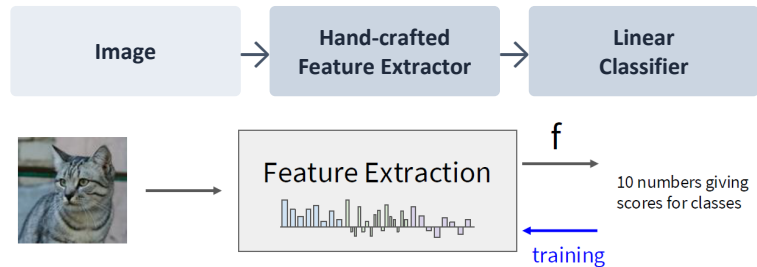 Image
Hand-crafted
Feature Extractor
Linear
Classifier
Feature Extraction
f
10 numbers giving
scores for classes
training